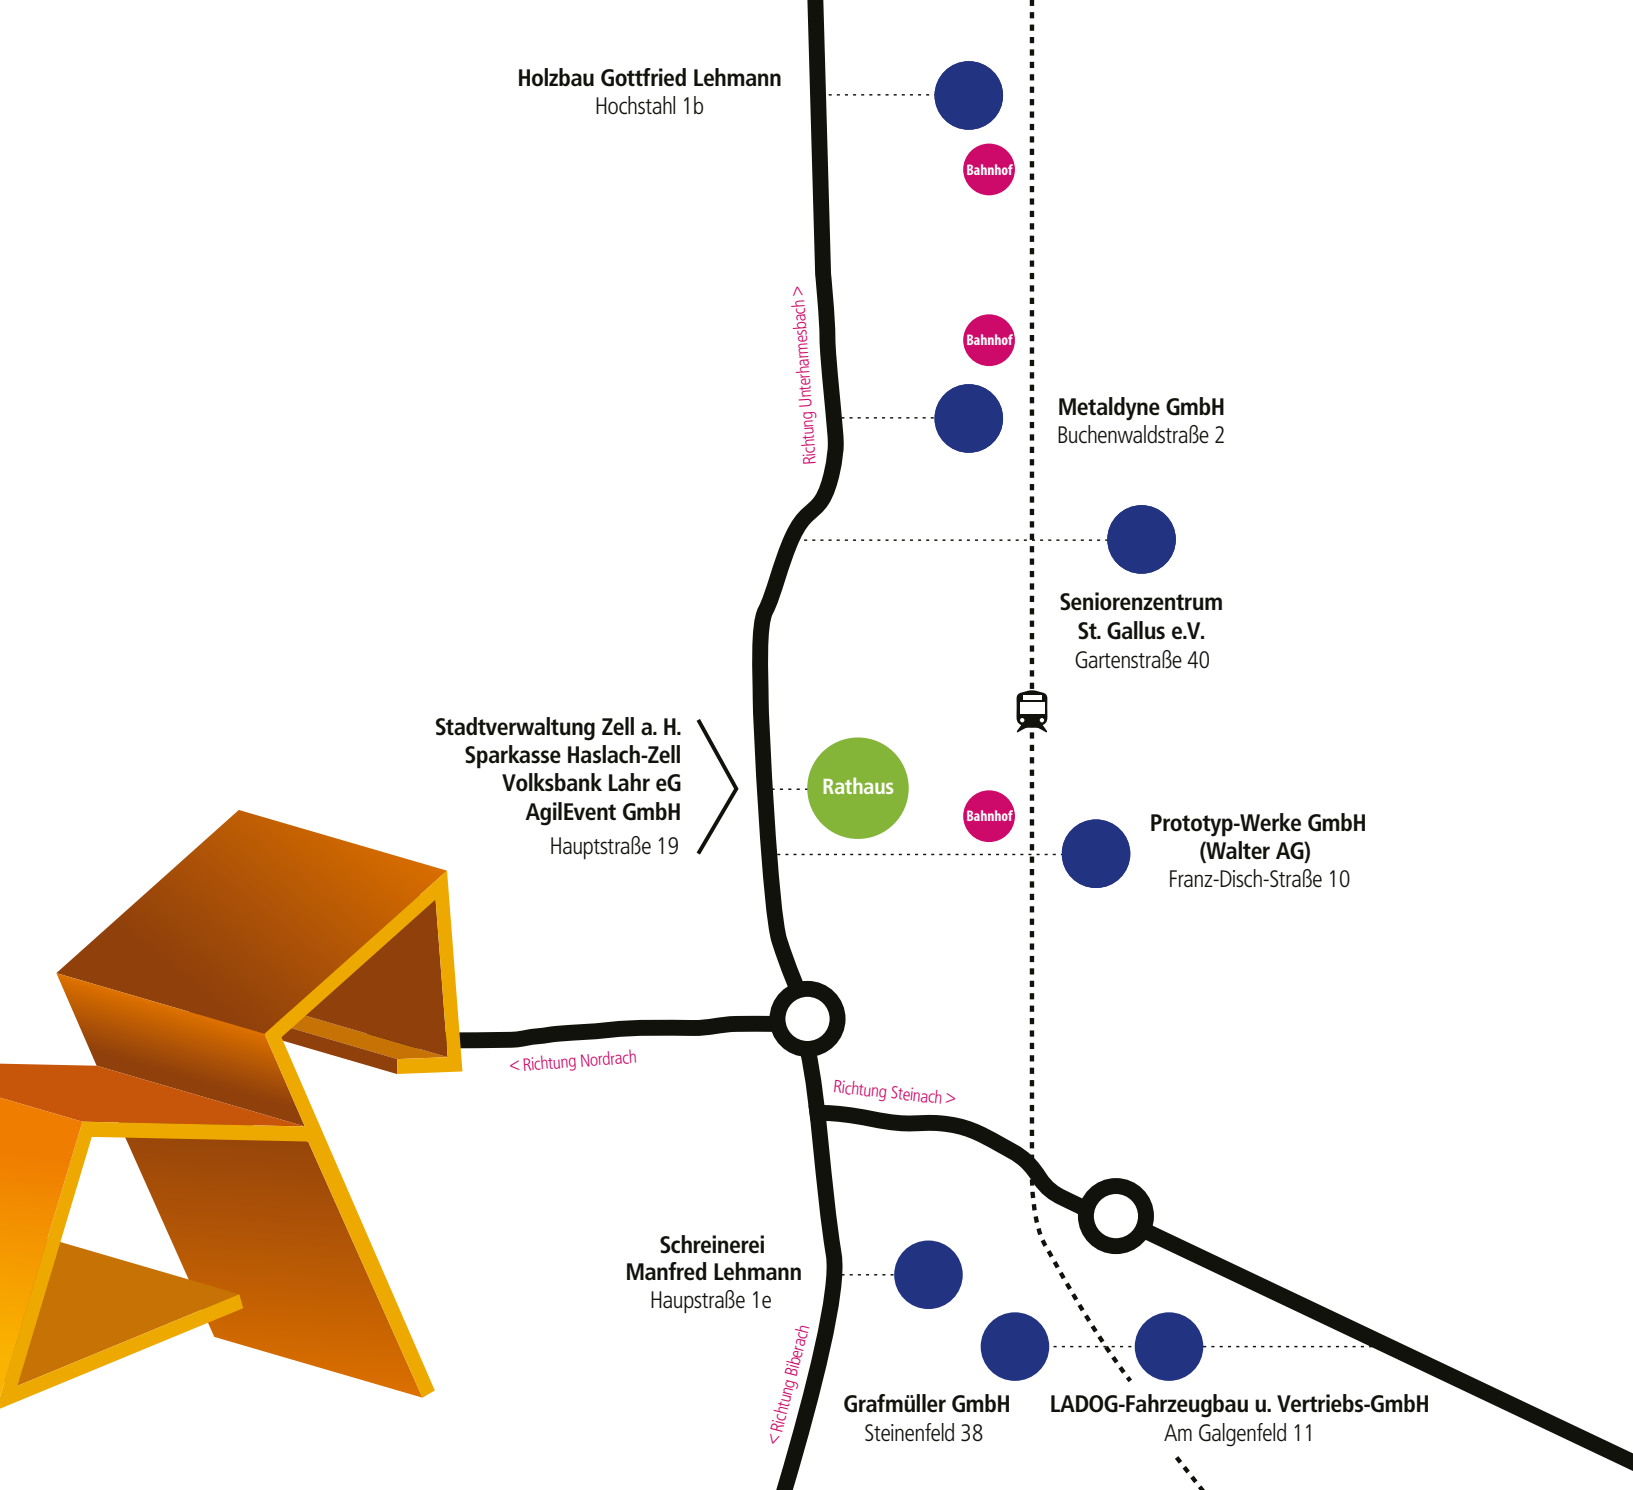 Holzbau Gottfried Lehmann
Hochstahl 1b
Bahnhof
Richtung Unterharmesbach >
Bahnhof
Metaldyne GmbH
Buchenwaldstraße 2
Seniorenzentrum
St. Gallus e.V.
Gartenstraße 40
Stadtverwaltung Zell a. H.
Sparkasse Haslach-Zell
Volksbank Lahr eG
AgilEvent GmbH
Hauptstraße 19
Rathaus
Bahnhof
Prototyp-Werke GmbH
(Walter AG)
Franz-Disch-Straße 10
< Richtung Nordrach
Richtung Steinach >
Schreinerei
Manfred Lehmann
Haupstraße 1e
< Richtung Biberach
Grafmüller GmbH
Steinenfeld 38
LADOG-Fahrzeugbau u. Vertriebs-GmbH
Am Galgenfeld 11